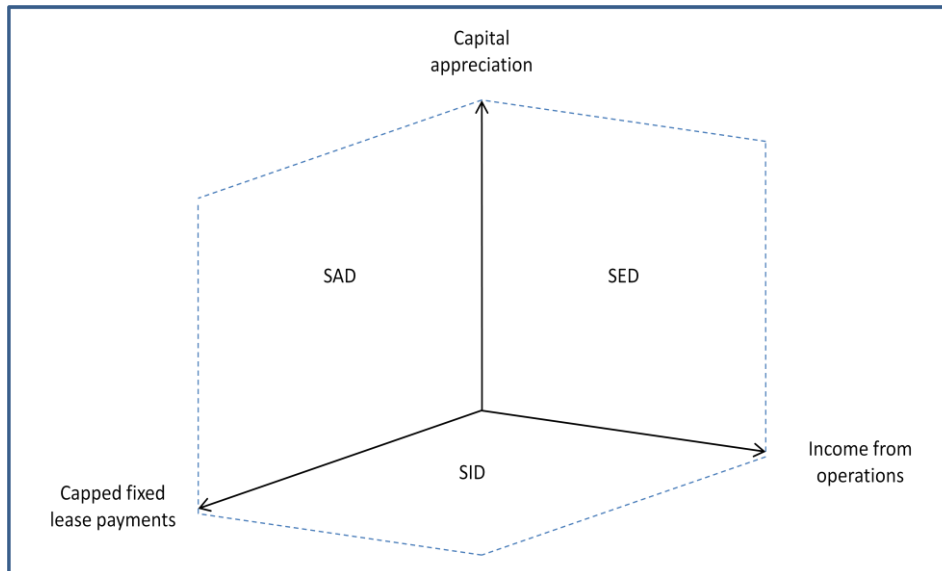 Capital
appreciation
SAD
SED
SID
Income from
operations
Capped fixed
lease payments